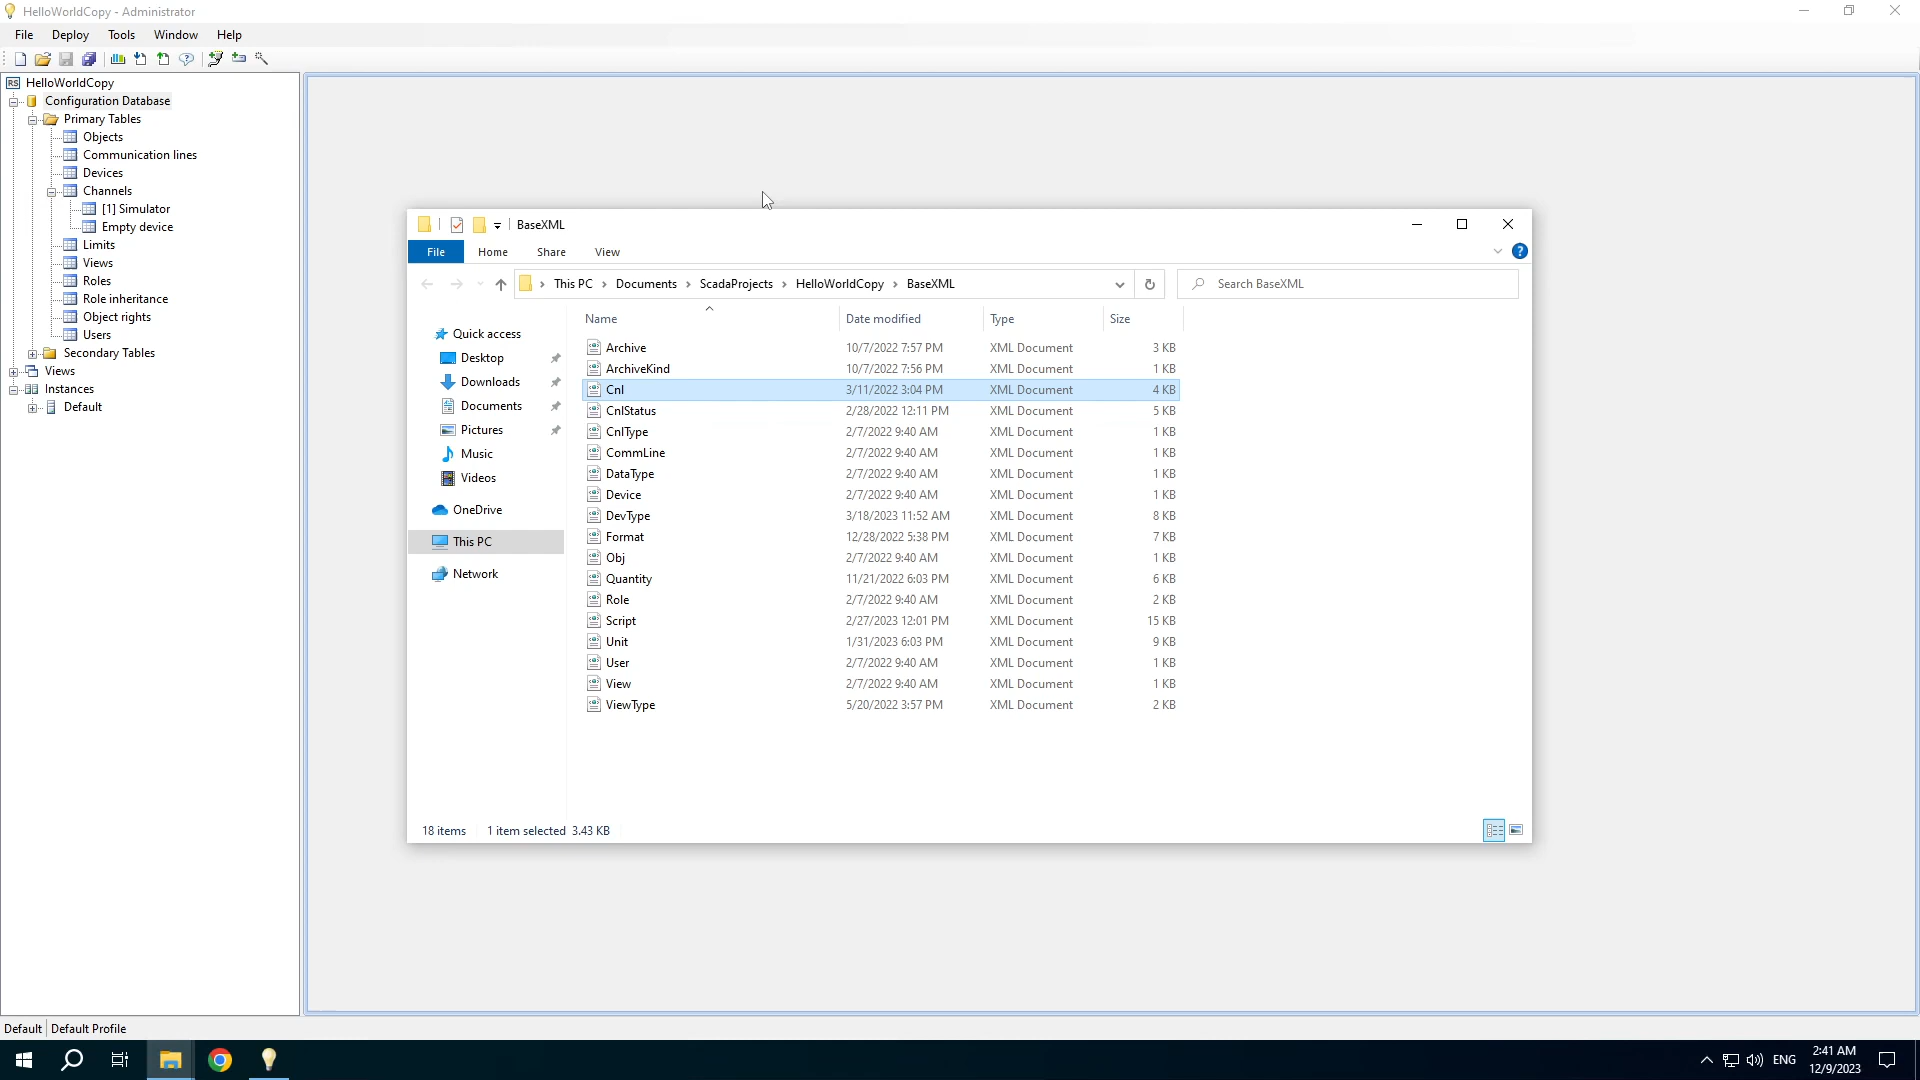 HelloWorldCopy - Administrator
File Deploy Tools Window Help
RS HelloWorldCopy
Configuration Database
Primary Tables
Objects
Communication lines
Devices
Channels
[1] Simulator
Empty device
Limits
Views
Roles
Role inheritance
Object rights
Users
Secondary Tables
Views
Instances
Default
BaseXML
File Home Share View
This PC > Documents > ScadaProjects > HelloWorldCopy > BaseXML
Search BaseXML
Quick access
Desktop
Downloads
Documents
Pictures
Music
Videos
OneDrive
This PC
Network
Name Date modified Type Size
Archive 10/7/2022 7:57 PM XML Document 3 KB
ArchiveKind 10/7/2022 7:56 PM XML Document 1 KB
Cnl 3/11/2022 3:04 PM XML Document 4 KB
CnlStatus 2/28/2022 12:11 PM XML Document 5 KB
CnlType 2/7/2022 9:40 AM XML Document 1 KB
CommLine 2/7/2022 9:40 AM XML Document 1 KB
DataType 2/7/2022 9:40 AM XML Document 1 KB
Device 2/7/2022 9:40 AM XML Document 1 KB
DevType 3/18/2023 11:52 AM XML Document 8 KB
Format 12/28/2022 5:38 PM XML Document 7 KB
Obj 2/7/2022 9:40 AM XML Document 1 KB
Quantity 11/21/2022 6:03 PM XML Document 6 KB
Role 2/7/2022 9:40 AM XML Document 2 KB
Script 2/27/2023 12:01 PM XML Document 15 KB
Unit 1/31/2023 6:03 PM XML Document 9 KB
User 2/7/2022 9:40 AM XML Document 1 KB
View 2/7/2022 9:40 AM XML Document 1 KB
ViewType 5/20/2022 3:57 PM XML Document 2 KB
18 items 1 item selected 3.43 KB
Default Default Profile
ENG
2:41 AM
12/9/2023